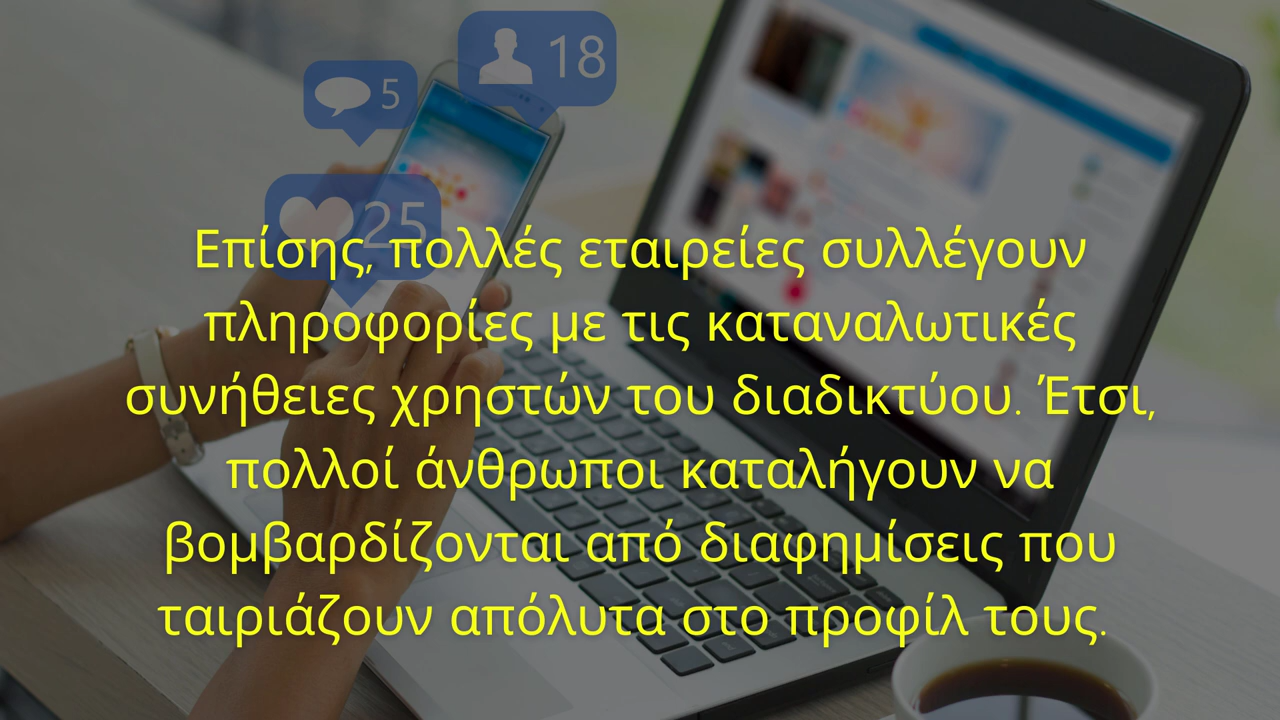 18
5
25
Επίσης, πολλές εταιρείες συλλέγουν
πληροφορίες με τις καταναλωτικές
συνήθειες χρηστών του διαδικτύου. Έτσι,
πολλοί άνθρωποι καταλήγουν να
βομβαρδίζονται από διαφημίσεις που
ταιριάζουν απόλυτα στο προφίλ τους.